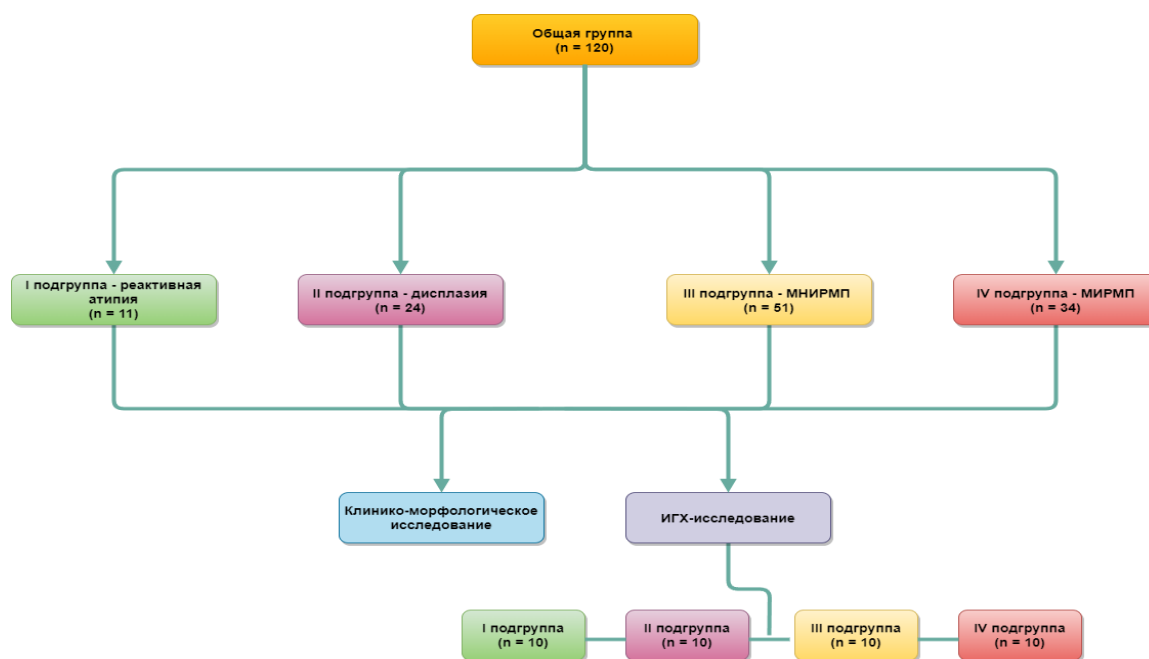 Общая группа
(n = 120)
I подгруппа - реактивная
атипия
(n = 11)
II подгруппа - дисплазия
(n = 24)
III подгруппа - МНИРМП
(n = 51)
IV подгруппа - МИРМП
(n = 34)
Клинико-морфологическое
исследование
ИГХ-исследование
I подгруппа
(n = 10)
II подгруппа
(n = 10)
III подгруппа
(n = 10)
IV подгруппа
(n = 10)